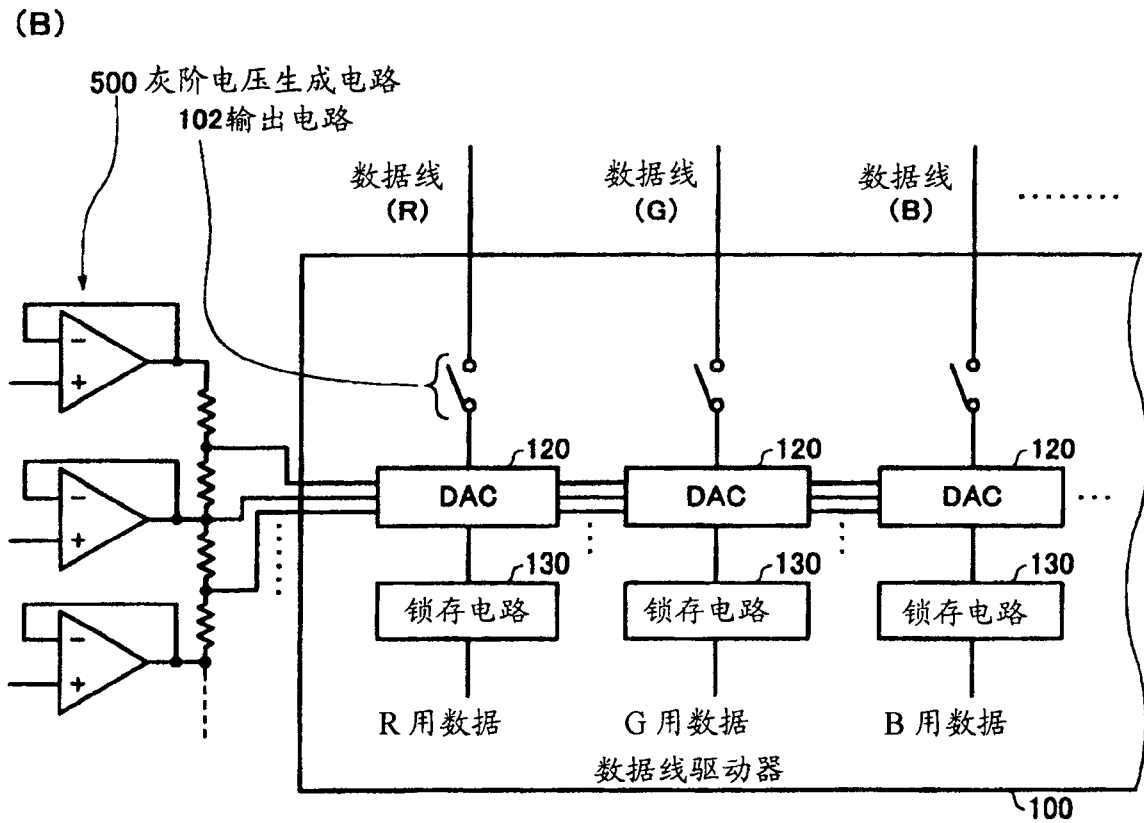 (B)
500 灰阶电压生成电路
102输出电路
数据线
(R)
数据线
(G)
数据线
(B)
........
- +
- +
- +
120
120
120
DAC
DAC
DAC
...
130
130
130
锁存电路
锁存电路
锁存电路
R 用数据
G 用数据
B 用数据
数据线驱动器
100